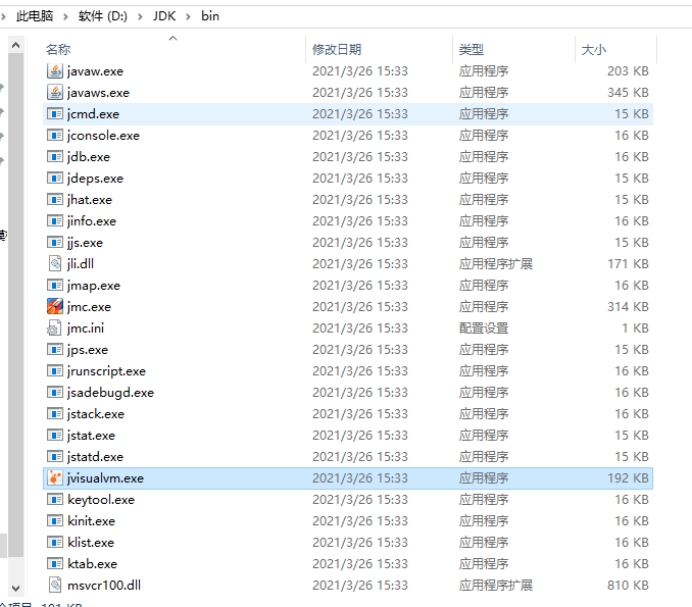 此电脑 › 软件 (D:) › JDK › bin
名称 修改日期 类型 大小
javaw.exe 2021/3/26 15:33 应用程序 203 KB
javaws.exe 2021/3/26 15:33 应用程序 345 KB
jcmd.exe 2021/3/26 15:33 应用程序 15 KB
jconsole.exe 2021/3/26 15:33 应用程序 16 KB
jdb.exe 2021/3/26 15:33 应用程序 16 KB
jdeps.exe 2021/3/26 15:33 应用程序 15 KB
jhat.exe 2021/3/26 15:33 应用程序 15 KB
jinfo.exe 2021/3/26 15:33 应用程序 16 KB
jjs.exe 2021/3/26 15:33 应用程序 15 KB
jli.dll 2021/3/26 15:33 应用程序扩展 171 KB
jmap.exe 2021/3/26 15:33 应用程序 16 KB
jmc.exe 2021/3/26 15:33 应用程序 314 KB
jmc.ini 2021/3/26 15:33 配置设置 1 KB
jps.exe 2021/3/26 15:33 应用程序 15 KB
jrunscript.exe 2021/3/26 15:33 应用程序 16 KB
jsadebugd.exe 2021/3/26 15:33 应用程序 16 KB
jstack.exe 2021/3/26 15:33 应用程序 16 KB
jstat.exe 2021/3/26 15:33 应用程序 15 KB
jstatd.exe 2021/3/26 15:33 应用程序 16 KB
jvisualvm.exe 2021/3/26 15:33 应用程序 192 KB
keytool.exe 2021/3/26 15:33 应用程序 16 KB
kinit.exe 2021/3/26 15:33 应用程序 16 KB
klist.exe 2021/3/26 15:33 应用程序 16 KB
ktab.exe 2021/3/26 15:33 应用程序 16 KB
msvcr100.dll 2021/3/26 15:33 应用程序扩展 810 KB